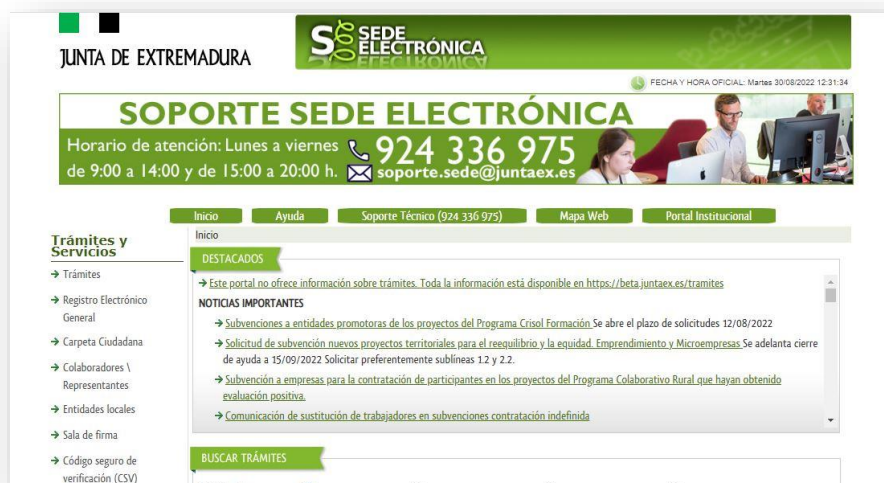 JUNTA DE EXTREMADURA
SEDE
ELECTRÓNICA
FECHA Y HORA OFICIAL: Martes 30/08/2022 12:31:34
SOPORTE SEDE ELECTRÓNICA
Horario de atención: Lunes a viernes
de 9:00 a 14:00 y de 15:00 a 20:00 h.
924 336 975
soporte.sede@juntaex.es
Inicio Ayuda Soporte Técnico (924 336 975) Mapa Web Portal Institucional
Inicio
Trámites y
Servicios
Trámites
Registro Electrónico
General
Carpeta Ciudadana
Colaboradores \
Representantes
Entidades locales
Sala de firma
Código seguro de
verificación (CSV)
DESTACADOS
Este portal no ofrece información sobre trámites. Toda la información está disponible en https://beta.juntaex.es/tramites
NOTICIAS IMPORTANTES
Subvenciones a entidades promotoras de los proyectos del Programa Crisol Formación Se abre el plazo de solicitudes 12/08/2022
Solicitud de subvención nuevos proyectos territoriales para el reequilibrio y la equidad. Emprendimiento y Microempresas Se adelanta cierre
de ayuda a 15/09/2022 Solicitar preferentemente sublíneas 1.2 y 2.2.
Subvención a empresas para la contratación de participantes en los proyectos del Programa Colaborativo Rural que hayan obtenido
evaluación positiva.
Comunicación de sustitución de trabajadores en subvenciones contratación indefinida
BUSCAR TRÁMITES